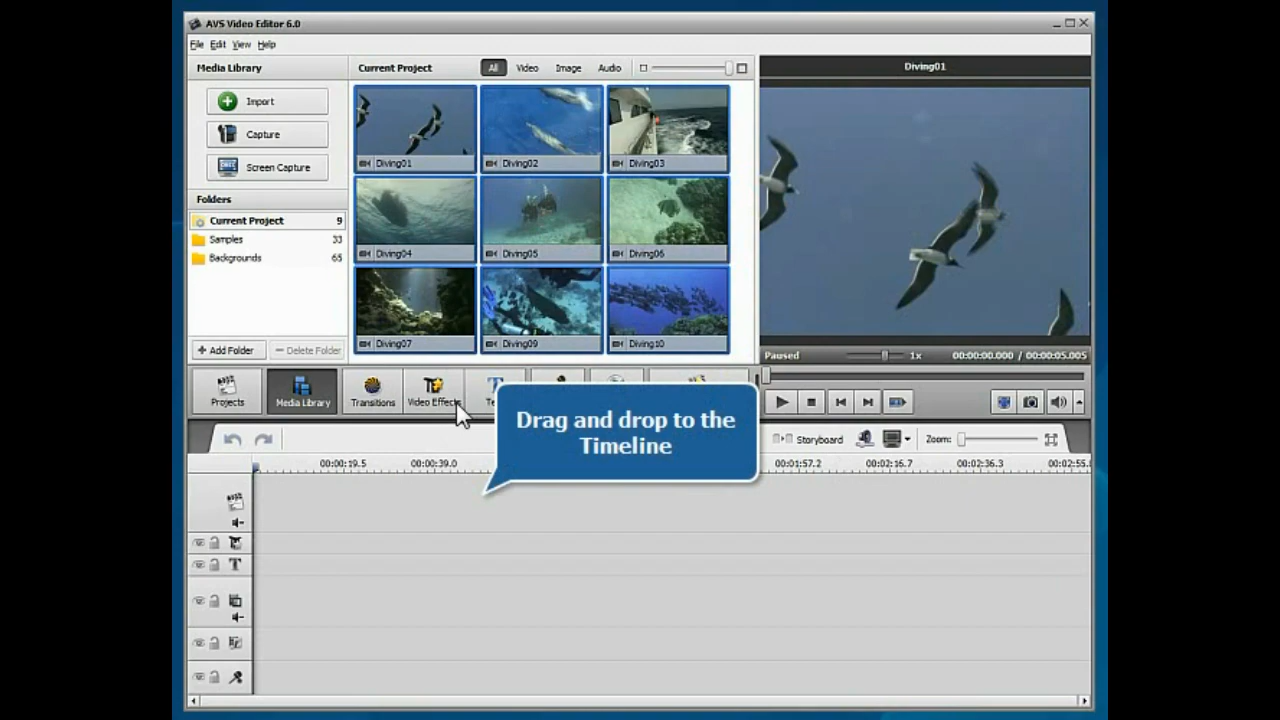 AVS Video Editor 6.0
File Edit View Help
Media Library
Current Project
All Video Image Audio
Diving01
Import
Capture
Screen Capture
Diving01 Diving02 Diving03
Folders
Current Project 9
Samples 33
Backgrounds 65
Diving04 Diving05 Diving06
Diving07 Diving09 Diving10
Add Folder Delete Folder
Paused 1x 00:00:00.000 / 00:00:05.005
Projects Media Library Transitions Video Effects
Drag and drop to the
Timeline
Storyboard Zoom:
00:00:19.5 00:00:39.0 00:01:57.2 00:02:16.7 00:02:36.3 00:02:55.